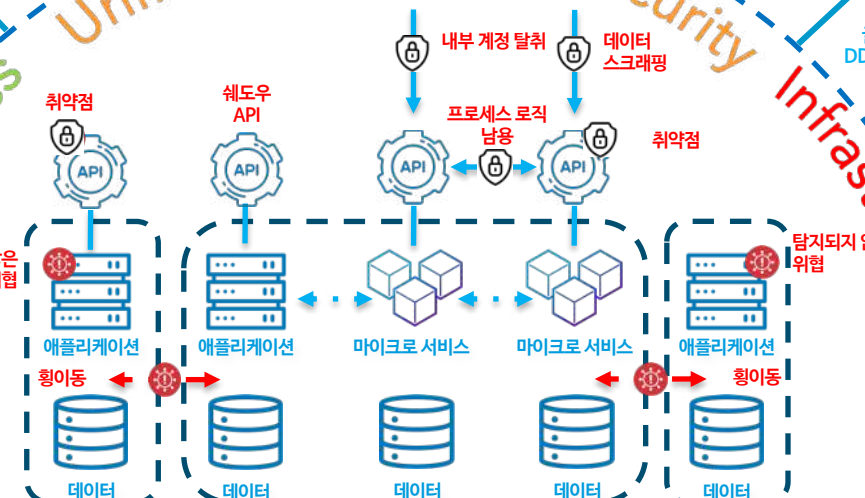 curity
내부 계정 탈취
데이터
스크래핑
DD
취약점
쉐도우
API
프로세스 로직
남용
취약점
Infras
API
API
API
API
탐지되지
위협
애플리케이션
애플리케이션
마이크로 서비스
마이크로 서비스
애플리케이션
횡이동
횡이동
데이터
데이터
데이터
데이터
데이터